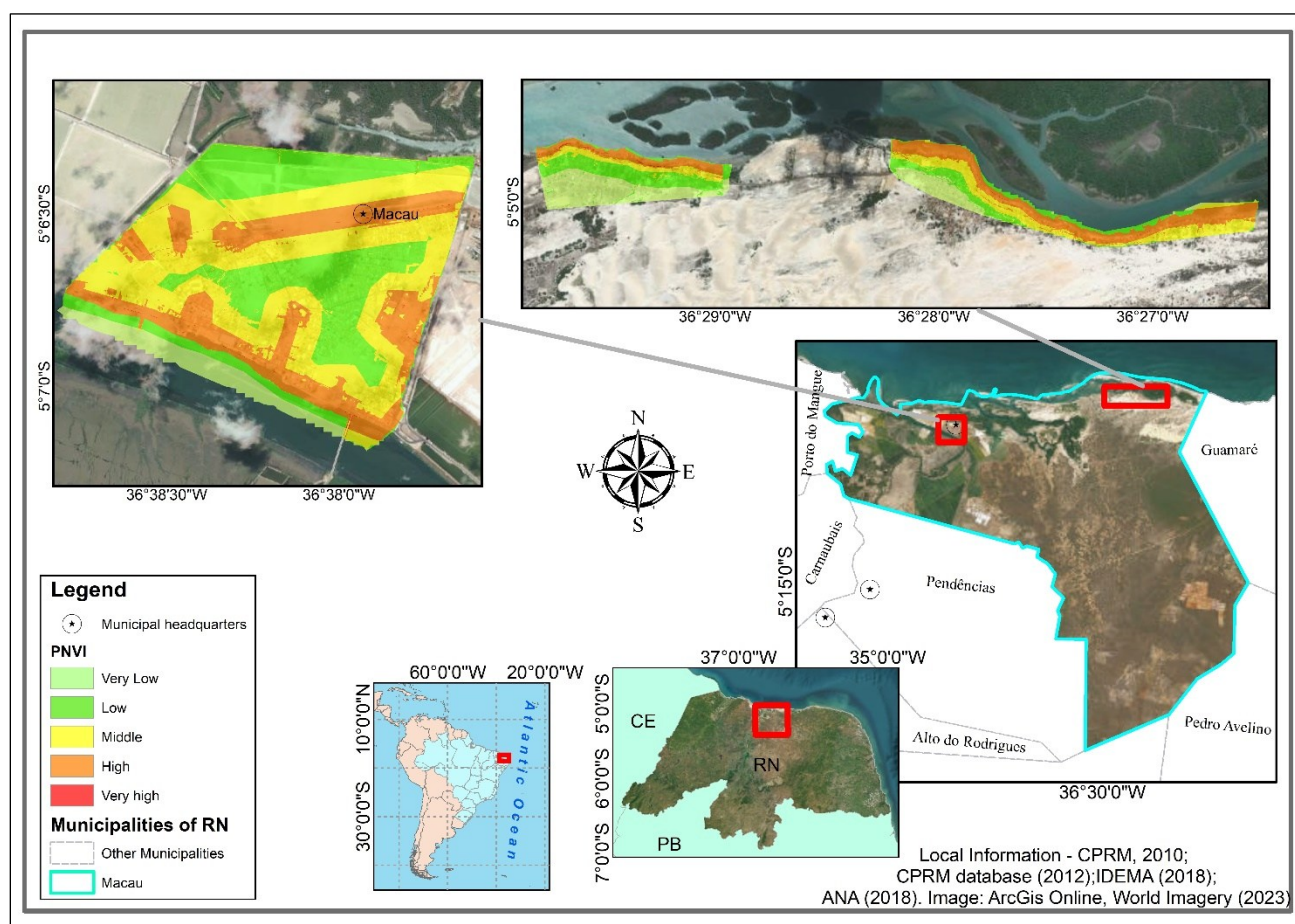 Macau
5°6'30"S
5°7'0"S
36°38'30"W
36°38'0"W
5°5'0"S
36°29'0"W
36°28'0"W
36°27'0"W
N
W
E
S
Porto do Mangue
Guamaré
Carnaubais
Pendências
5°15'0"S
Alto do Rodrigues
Pedro Avelino
36°30'0"W
Legend
Municipal headquarters
PNVI
Very Low
Low
Middle
High
Very high
Municipalities of RN
Other Municipalities
Macau
60°0'0"W
20°0'0"W
10°0'0"N
10°0'0"S
30°0'0"S
Atlantic Ocean
37°0'0"W
35°0'0"W
5°0'0"S
6°0'0"S
7°0'0"S
CE
RN
PB
Local Information - CPRM, 2010;
CPRM database (2012);IDEMA (2018);
ANA (2018). Image: ArcGis Online, World Imagery (2023)